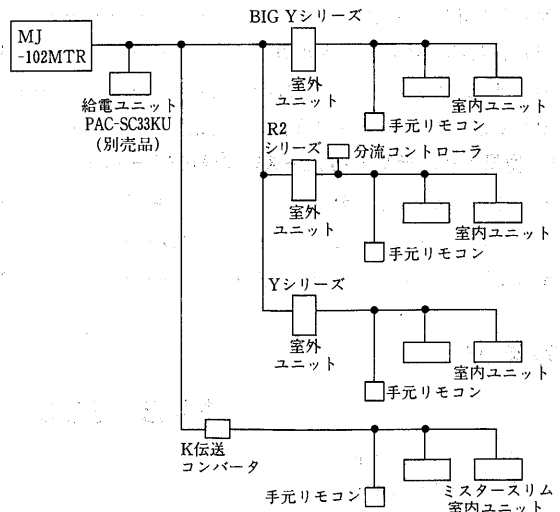 MJ
-102MTR
給電ユニット
PAC-SC33KU
(別売品)
BIG Yシリーズ
室外
ユニット
室内ユニット
手元リモコン
R2
シリーズ
分流コントローラ
室外
ユニット
室内ユニット
手元リモコン
Yシリーズ
室外
ユニット
室内ユニット
手元リモコン
K伝送
コンバータ
手元リモコン
ミスタースリム
室内ユニット